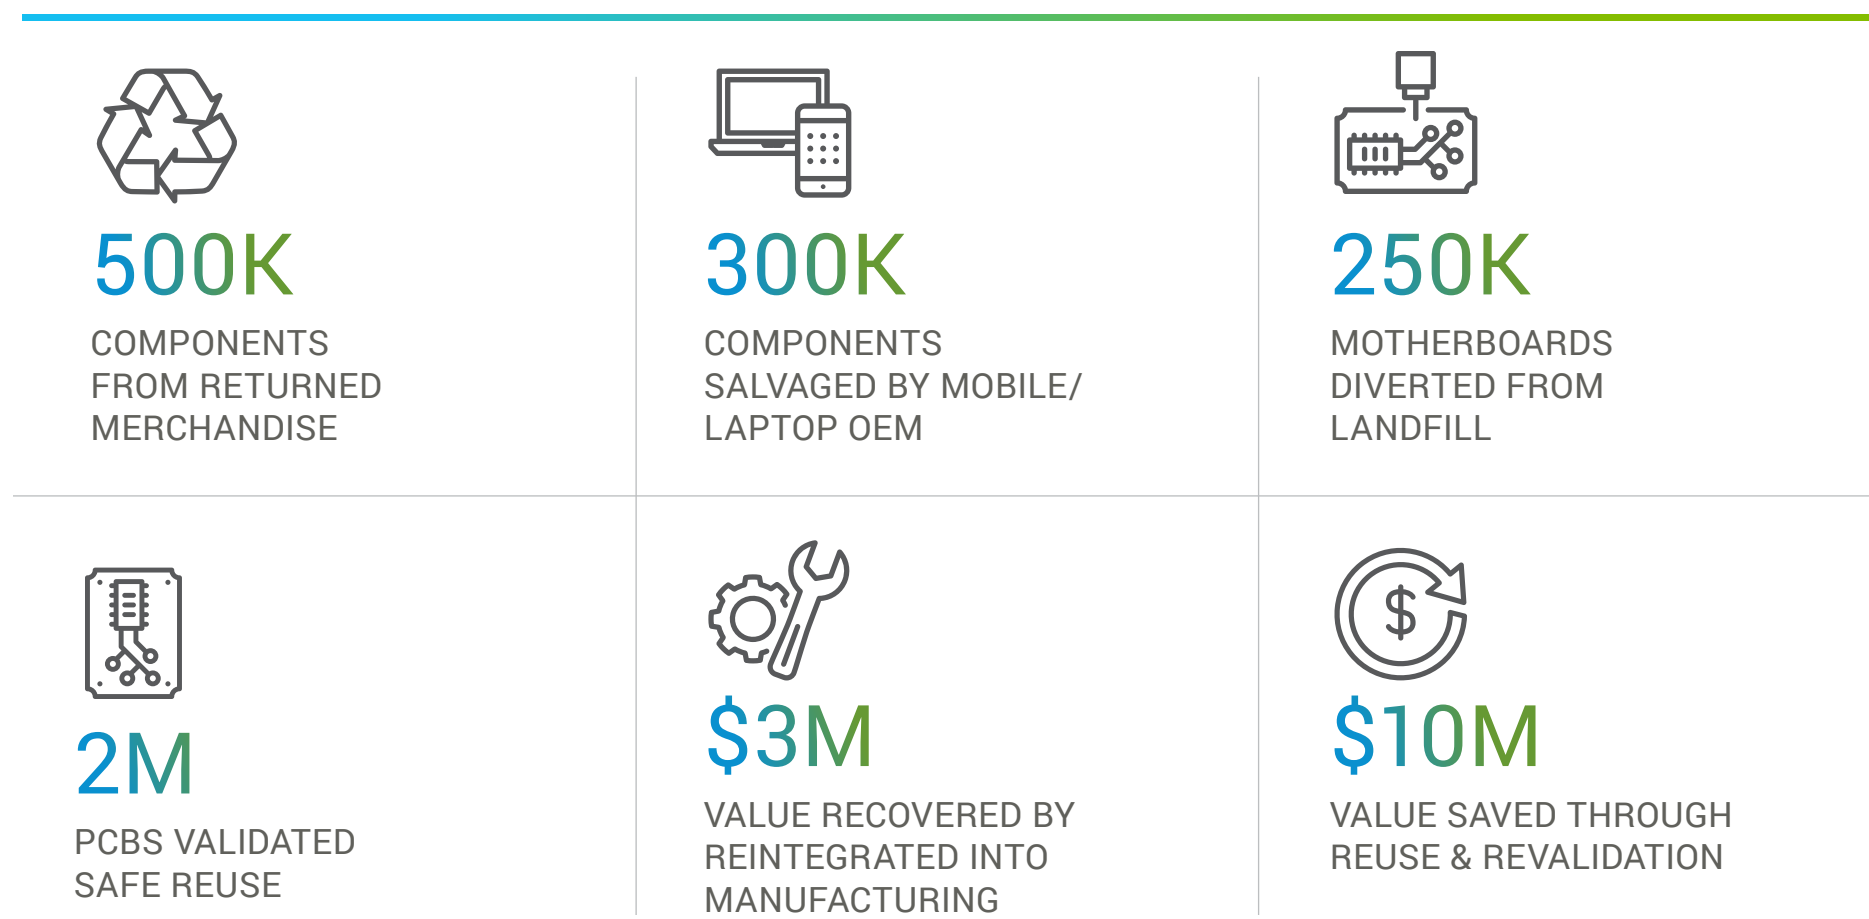 500K
COMPONENTS
FROM RETURNED
MERCHANDISE
300K
COMPONENTS
SALVAGED BY MOBILE/
LAPTOP OEM
250K
MOTHERBOARDS
DIVERTED FROM
LANDFILL
2M
PCBS VALIDATED
SAFE REUSE
$3M
VALUE RECOVERED BY
REINTEGRATED INTO
MANUFACTURING
$
$10M
VALUE SAVED THROUGH
REUSE & REVALIDATION